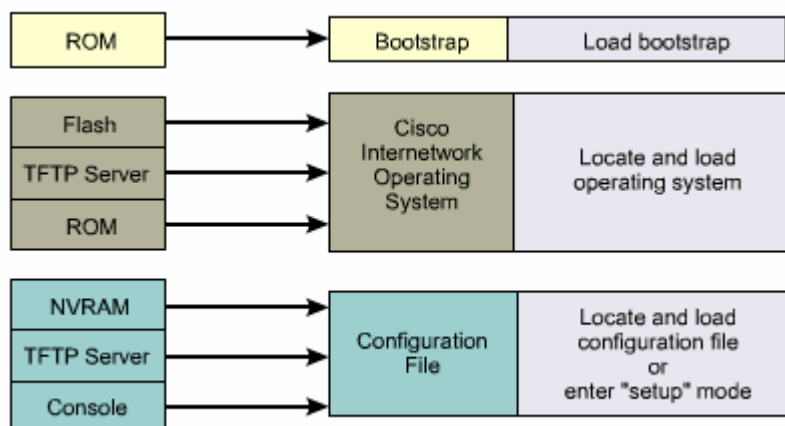 ROM
Bootstrap
Load bootstrap
Flash
TFTP Server
ROM
Cisco
Internetwork
Operating
System
Locate and load
operating system
NVRAM
TFTP Server
Console
Configuration
File
Locate and load
configuration file
or
enter "setup" mode